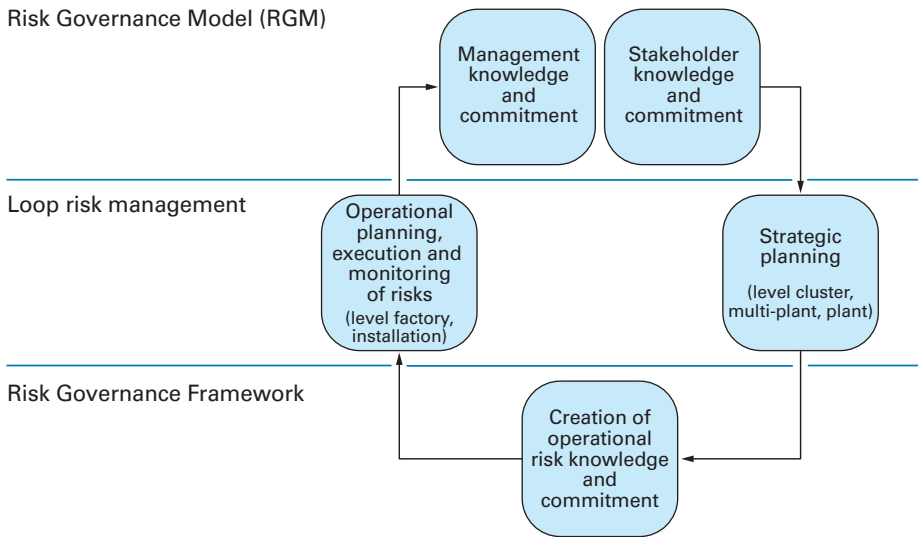 Risk Governance Model (RGM)
Management
knowledge
and
commitment
Stakeholder
knowledge
and
commitment
Loop risk management
Operational
planning,
execution and
monitoring
of risks
(level factory,
installation)
Strategic
planning
(level cluster,
multi-plant, plant)
Risk Governance Framework
Creation of
operational
risk knowledge
and
commitment